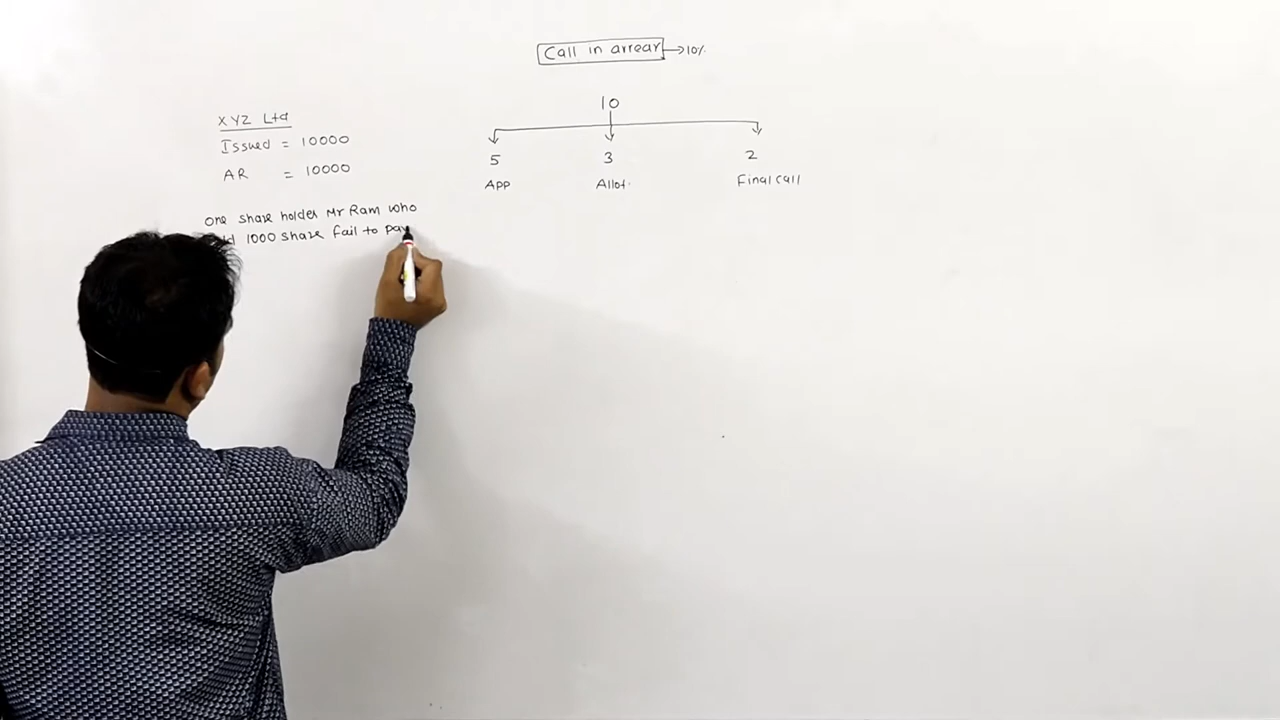 Call in arrear → 10%
10
XYZ Ltd
Issued = 10000
AR = 10000
5 3 2
App Allot. Final call
One share holder Mr Ram who
1000 share fail to pay